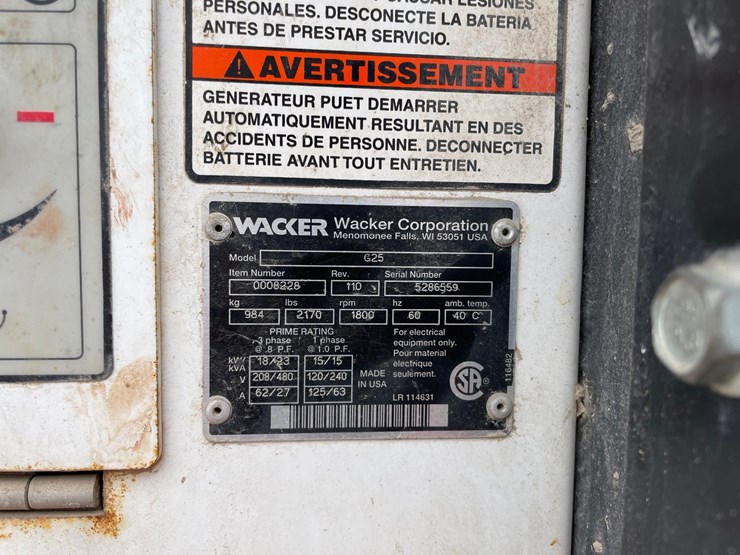 PERSONALES. DESCONECTE LA BATERIA
ANTES DE PRESTAR SERVICIO.
AVERTISSEMENT
GENERATEUR PUET DEMARRER
AUTOMATIQUEMENT RESULTANT EN DES
ACCIDENTS DE PERSONNE. DECONNECTER
BATTERIE AVANT TOUT ENTRETIEN.
WACKER Wacker Corporation
Menomonee Falls, WI 53051 USA
Model G25
Item Number Rev. Serial Number
0008228 110 5286559
kg lbs rpm hz amb. temp.
984 2170 1800 60 40 C
PRIME RATING
3 phase 1 phase
@ .8 P.F. @ 1.0 P.F.
kW/ KVA 18/23 15/15
V 208/480 120/240
A 62/27 125/63
For electrical
equipment only.
Pour material
électrique
seulement.
MADE
IN USA
SA
LR 114631
116482